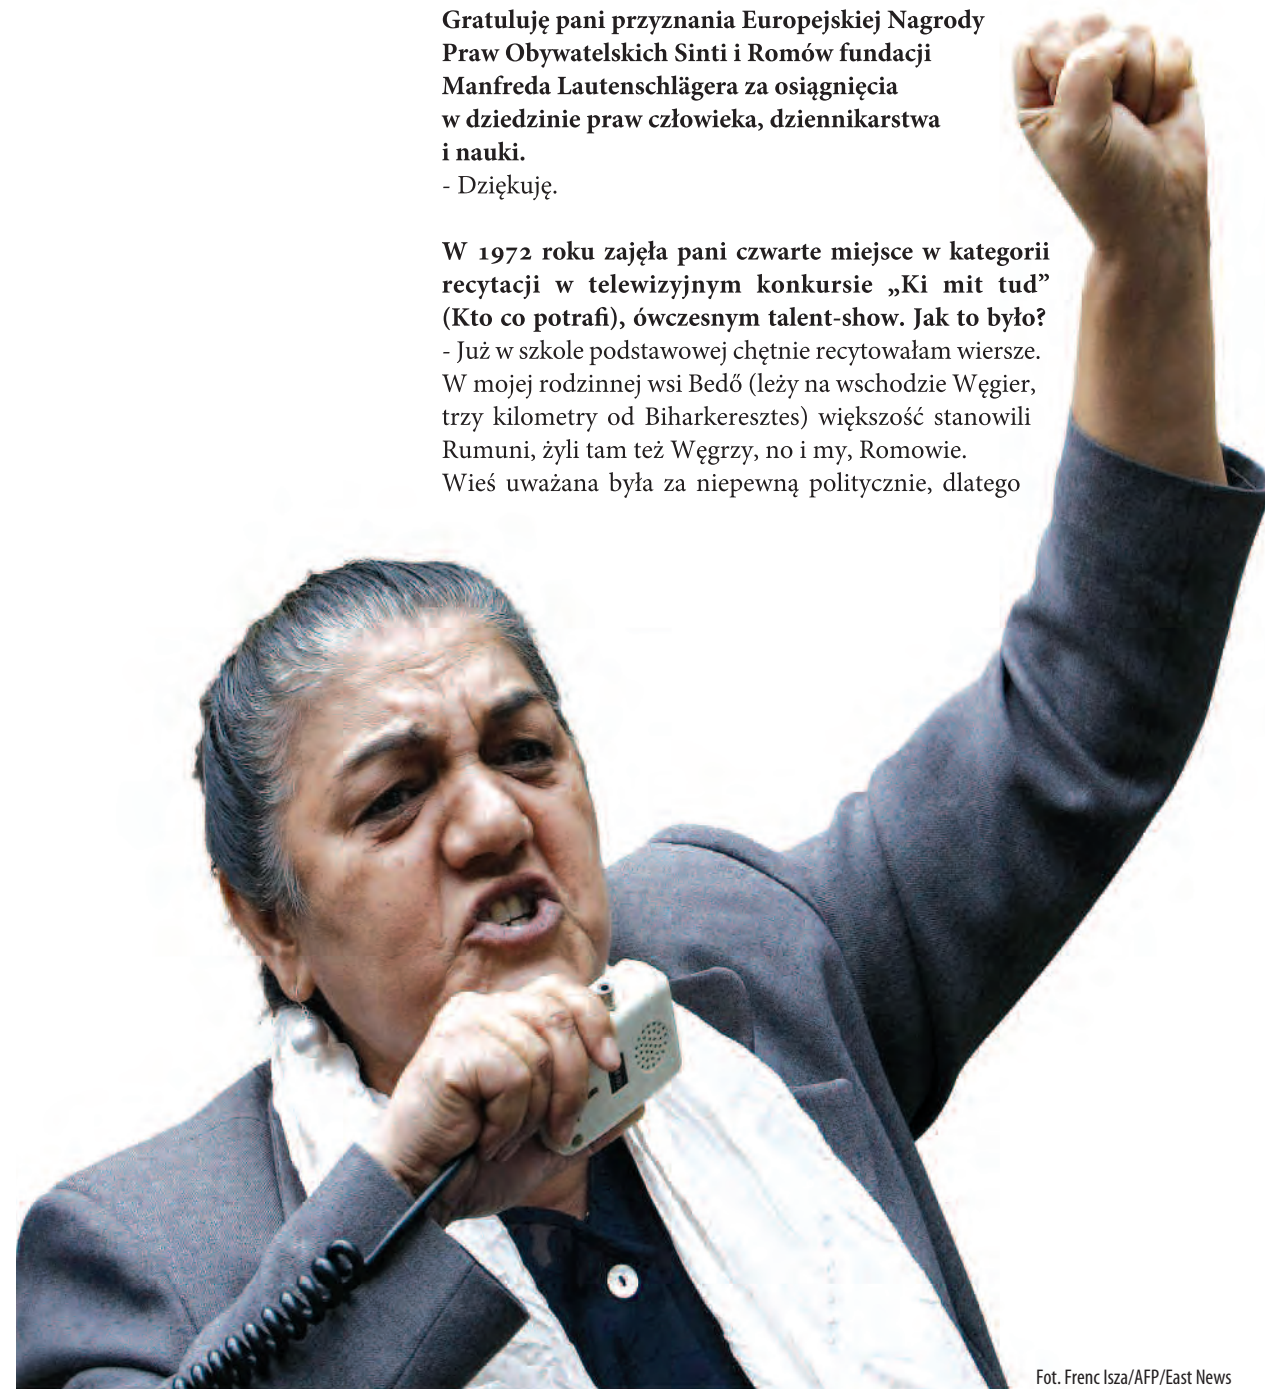 Gratuluję pani przyznania Europejskiej Nagrody
Praw Obywatelskich Sinti i Romów fundacji
Manfreda Lautenschlägera za osiągnięcia
w dziedzinie praw człowieka, dziennikarstwa
i nauki.
- Dziękuję.
W 1972 roku zajęła pani czwarte miejsce w kategorii
recytacji w telewizyjnym konkursie „Ki mit tud”
(Kto co potrafi), ówczesnym talent-show. Jak to było?
- Już w szkole podstawowej chętnie recytowałam wiersze.
W mojej rodzinnej wsi Bedő (leży na wschodzie Węgier,
trzy kilometry od Biharkeresztes) większość stanowili
Rumuni, żyli tam też Węgrzy, no i my, Romowie.
Wieś uważana była za niepewną politycznie, dlatego
Fot. Frenc Isza/AFP/East News